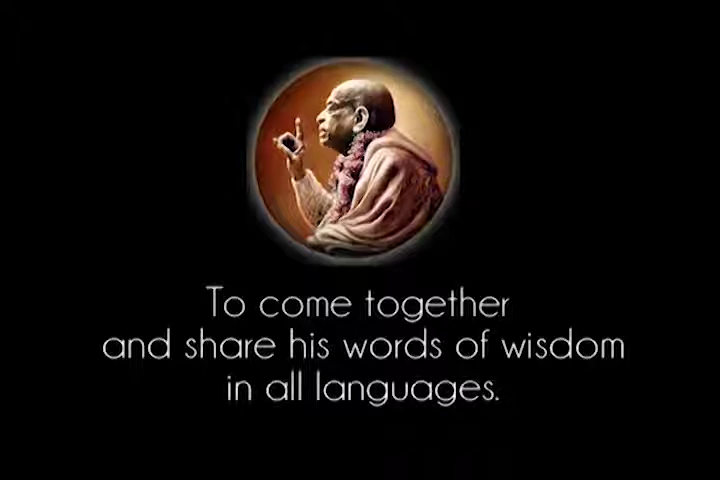 To come together
and share his words of wisdom
in all languages.